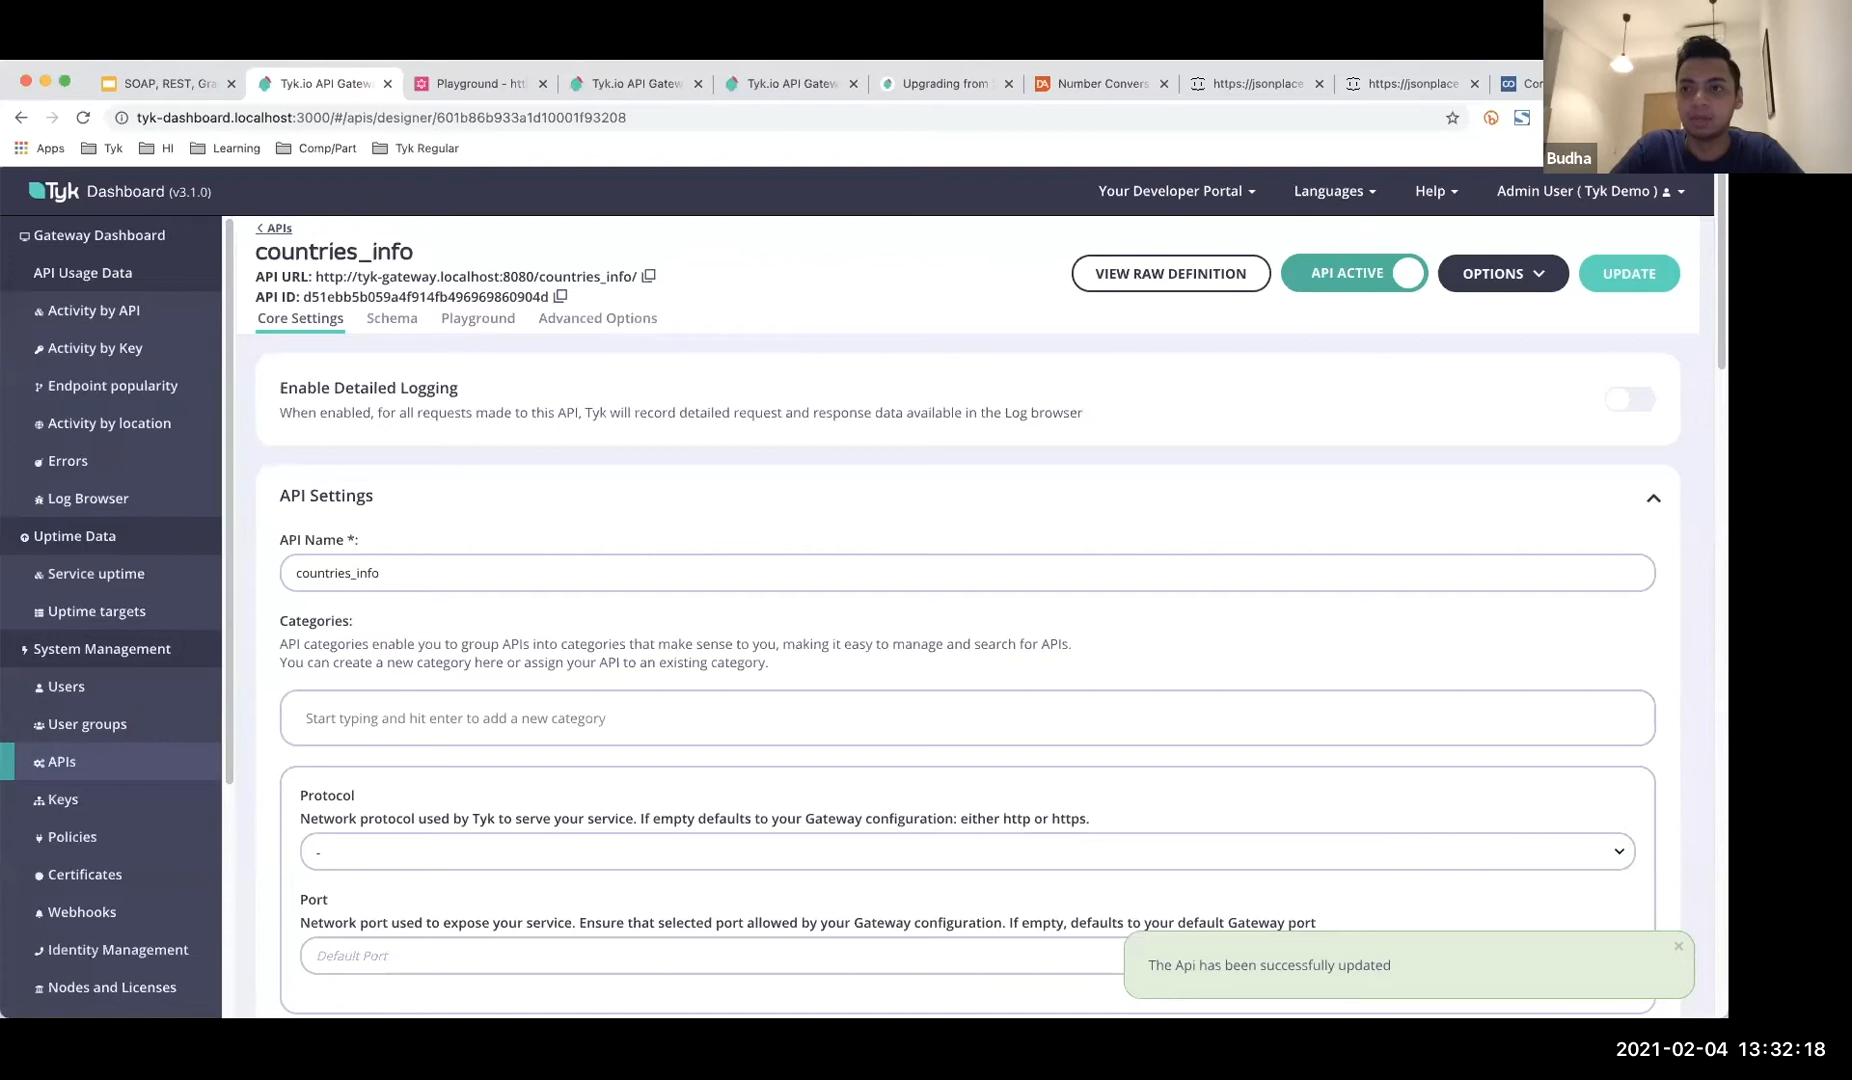 SOAP, REST, Gra
Tyk.io API Gatew
Playground - htt
Tyk.io API Gatew
Tyk.io API Gatew
Upgrading from
Number Convers
https://jsonplace
https://jsonplace
Cor
tyk-dashboard.localhost:3000/#/apis/designer/601b86b933a1d10001f93208
Apps
Tyk
HI
Learning
Comp/Part
Tyk Regular
Budha
Tyk Dashboard (v3.1.0)
Your Developer Portal
Languages
Help
Admin User ( Tyk Demo )
Gateway Dashboard
API Usage Data
Activity by API
Activity by Key
Endpoint popularity
Activity by location
Errors
Log Browser
Uptime Data
Service uptime
Uptime targets
System Management
Users
User groups
APIs
Keys
Policies
Certificates
Webhooks
Identity Management
Nodes and Licenses
< APIs
countries_info
API URL: http://tyk-gateway.localhost:8080/countries_info/
API ID: d51ebb5b059a4f914fb496969860904d
VIEW RAW DEFINITION
API ACTIVE
OPTIONS
UPDATE
Core Settings
Schema
Playground
Advanced Options
Enable Detailed Logging
When enabled, for all requests made to this API, Tyk will record detailed request and response data available in the Log browser
API Settings
API Name *:
countries_info
Categories:
API categories enable you to group APIs into categories that make sense to you, making it easy to manage and search for APIs.
You can create a new category here or assign your API to an existing category.
Start typing and hit enter to add a new category
Protocol
Network protocol used by Tyk to serve your service. If empty defaults to your Gateway configuration: either http or https.
-
Port
Network port used to expose your service. Ensure that selected port allowed by your Gateway configuration. If empty, defaults to your default Gateway port
Default Port
The Api has been successfully updated
×
2021-02-04 13:32:18